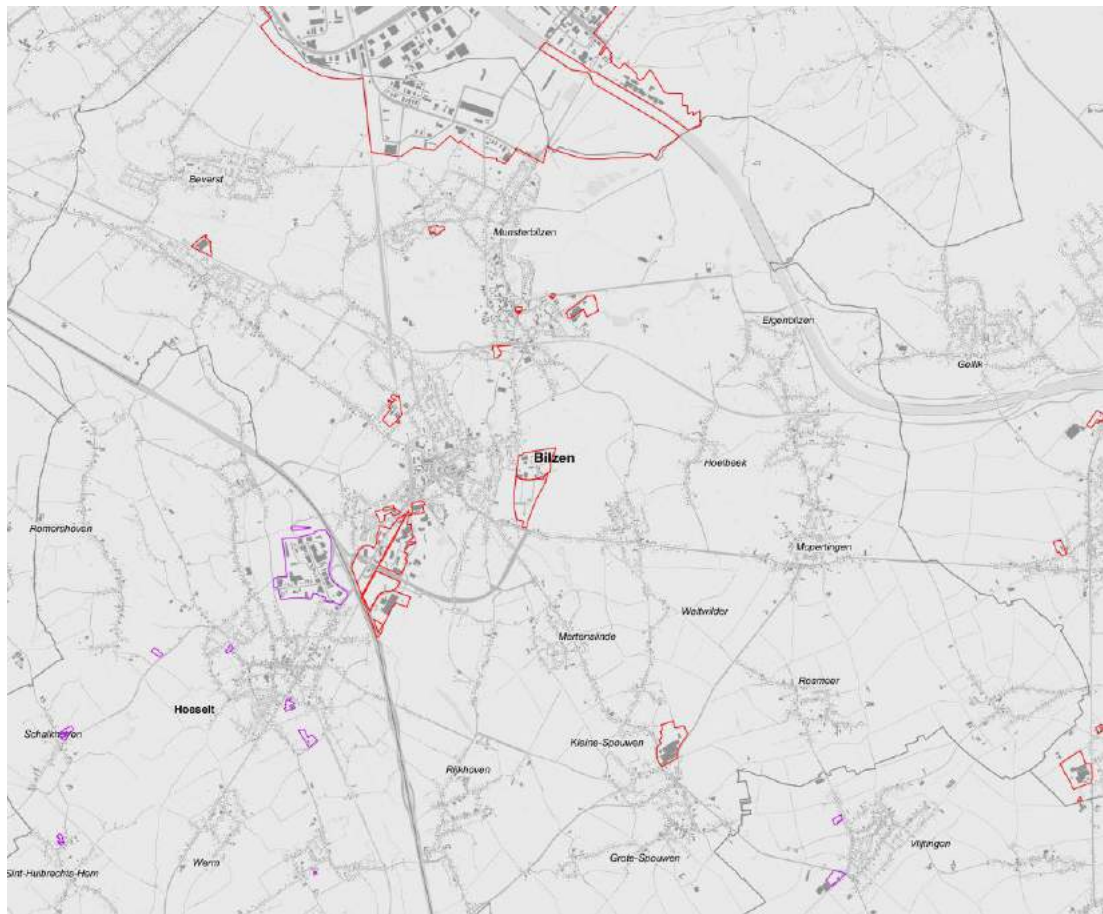 Beverst
Munsterbilzen
Eigenbilzen
Gellik
Bilzen
Hoelbeek
Romershoven
Mopertingen
Waltwilder
Martenslinde
Rosmeer
Hoeselt
Schalkhoven
Kleine-Spouwen
Rijkhoven
Vlijtingen
Grote-Spouwen
Werm
Sint-Huibrechts-Hern